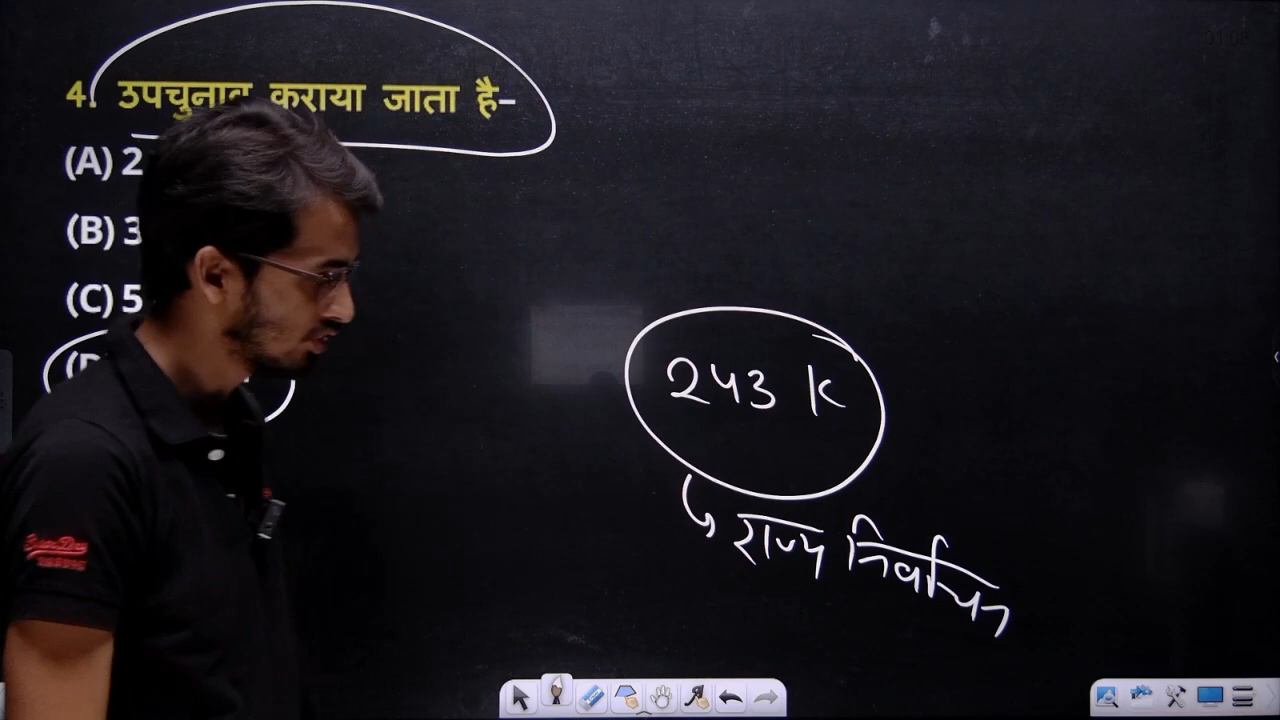 4. उपचुनाव कराया जाता है–
(A) 2
(B) 3
(C) 5
243 K
राज्य निर्वाचन